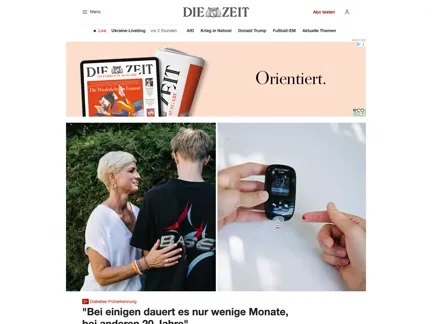 Menü
DIE ZEIT
Abo testen
Live
Ukraine-Liveblog
vor 2 Stunden
AfD
Krieg in Nahost
Donald Trump
Fußball-EM
Aktuelle Themen
DIE ZEIT
ZEIT
Orientiert.
eco
BASE
Z+ Diabetes-Früherkennung
"Bei einigen dauert es nur wenige Monate,
bei anderen 20 Jahre"